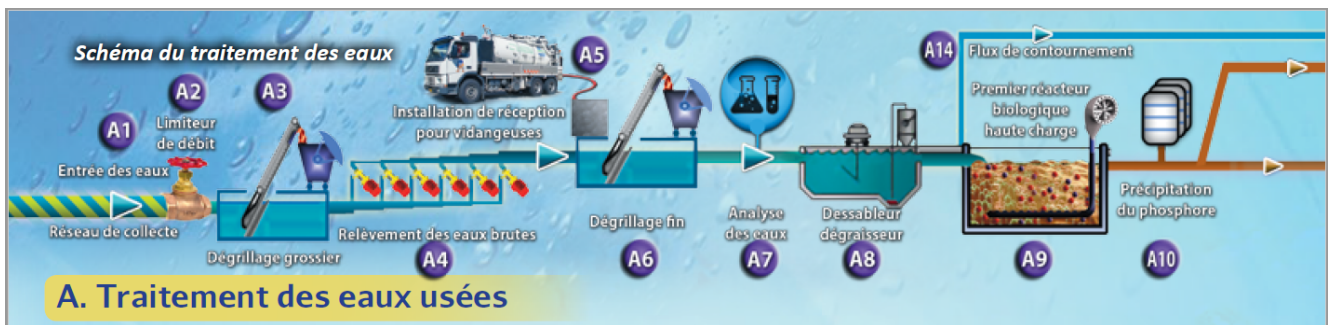 Schéma du traitement des eaux
A1
Entrée des eaux
Réseau de collecte
A2
Limiteur
de débit
A3
Dégrillage grossier
Relèvement des eaux brutes
A4
A5
Installation de réception
pour vidangeuses
Dégrillage fin
A6
Analyse
des eaux
A7
Dessableur
dégraisseur
A8
A14
Flux de contournement
Premier réacteur
biologique
haute charge
A9
Précipitation
du phosphore
A10
A. Traitement des eaux usées